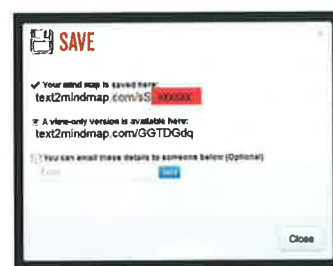 SAVE
Your mind map is saved here:
text2mindmap.com/sS
A view-only version is available here:
text2mindmap.com/GGTDGdq
You can email these details to someone below (Optional)
Close